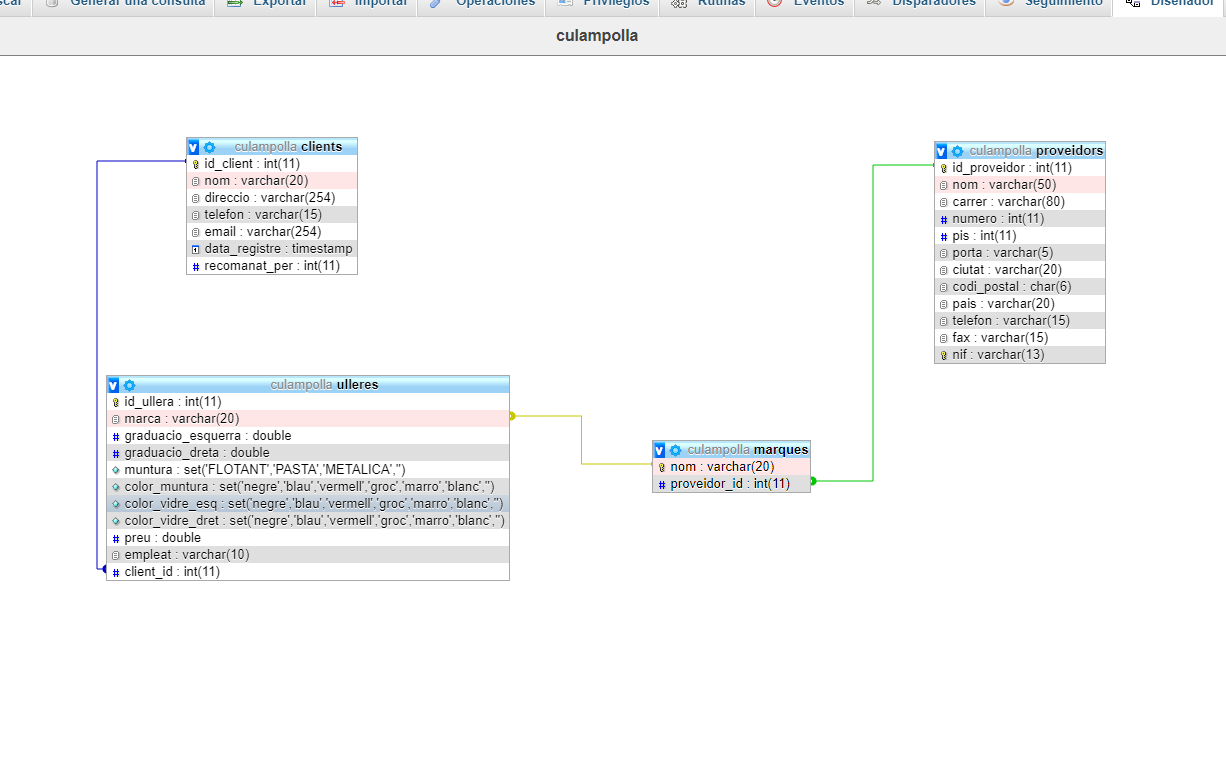 scar Generar una consulta Exportar Importar Operaciones Privilegios Rutinas Eventos Disparadores Seguimiento Diseñador
culampolla
v culampolla clients
id_client : int(11)
nom : varchar(20)
direccio : varchar(254)
telefon : varchar(15)
email : varchar(254)
data_registre : timestamp
# recomanat_per : int(11)
v culampolla proveidors
id_proveidor : int(11)
nom : varchar(50)
carrer : varchar(80)
# numero : int(11)
# pis : int(11)
porta : varchar(5)
ciutat : varchar(20)
codi_postal : char(6)
pais : varchar(20)
telefon : varchar(15)
fax : varchar(15)
nif : varchar(13)
v culampolla ulleres
id_ullera : int(11)
marca : varchar(20)
# graduacio_esquerra : double
# graduacio_dreta : double
muntura : set('FLOTANT','PASTA','METALICA','')
color_muntura : set('negre','blau','vermell','groc','marro','blanc','')
color_vidre_esq : set('negre','blau','vermell','groc','marro','blanc','')
color_vidre_dret : set('negre','blau','vermell','groc','marro','blanc','')
# preu : double
empleat : varchar(10)
# client_id : int(11)
v culampolla marques
nom : varchar(20)
# proveidor_id : int(11)